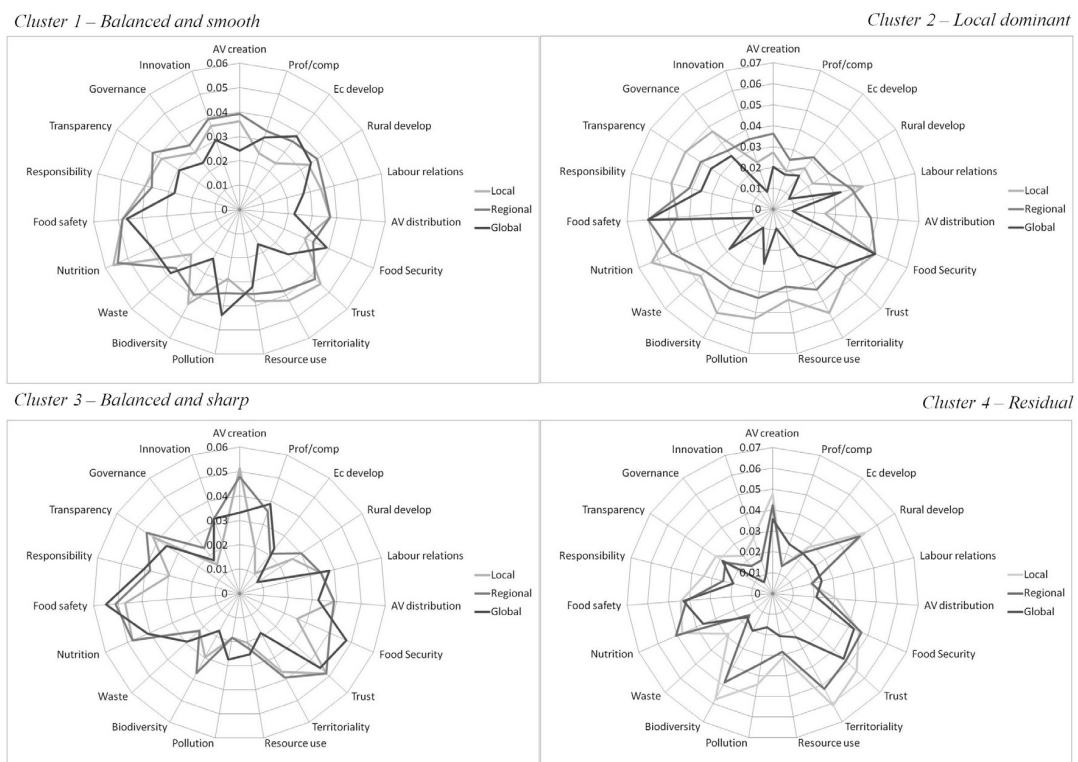 Cluster 1 – Balanced and smooth
AV creation
0.06
Prof/comp
Innovation
0.05
Ec develop
Governance
0.04
Rural develop
Transparency
0.03
0.02
Labour relations
Responsibility
0.01
Local
Food safety
0
AV distribution
Regional
Global
Nutrition
Food Security
Waste
Trust
Biodiversity
Territoriality
Pollution
Resource use
Cluster 2 – Local dominant
AV creation
0.07
Prof/comp
Innovation
0.06
Ec develop
Governance
0.05
0.04
Rural develop
Transparency
0.03
0.02
Labour relations
Responsibility
0.01
Local
Food safety
0
AV distribution
Regional
Global
Nutrition
Food Security
Waste
Trust
Biodiversity
Territoriality
Pollution
Resource use
Cluster 3 – Balanced and sharp
AV creation
0.06
Prof/comp
Innovation
0.05
Ec develop
Governance
0.04
Rural develop
Transparency
0.03
0.02
Labour relations
Responsibility
0.01
Local
Food safety
0
AV distribution
Regional
Global
Nutrition
Food Security
Waste
Trust
Biodiversity
Territoriality
Pollution
Resource use
Cluster 4 – Residual
AV creation
0.07
Prof/comp
Innovation
0.06
Ec develop
Governance
0.05
0.04
Rural develop
Transparency
0.03
0.02
Labour relations
Responsibility
0.01
Local
Food safety
0
AV distribution
Regional
Global
Nutrition
Food Security
Waste
Trust
Biodiversity
Territoriality
Pollution
Resource use